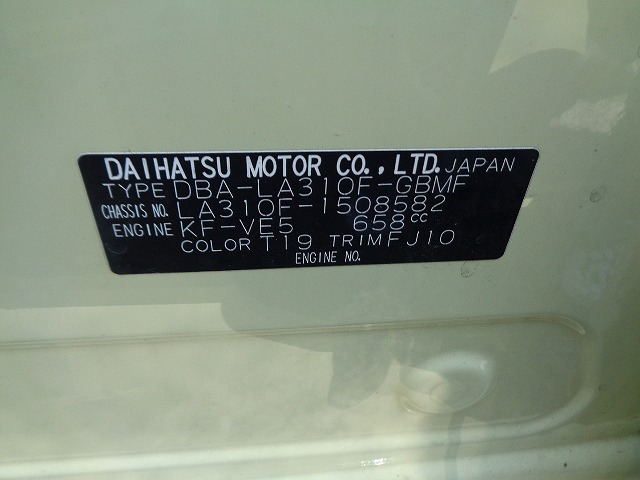 DAIHATSU MOTOR CO., LTD. JAPAN
TYPE DBA-LA310F-GBMF
CHASSIS NO. LA310F-1508582
ENGINE KF-VE5 658CC
COLOR T19 TRIM FJ10
ENGINE NO.